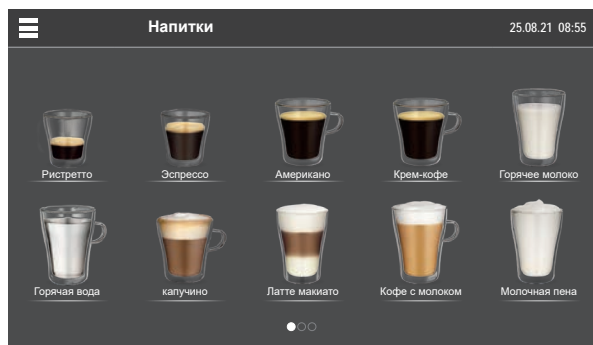 Напитки
25.08.21 08:55
Ристретто
Эспрессо
Американо
Крем-кофе
Горячее молоко
Горячая вода
капучино
Латте макиато
Кофе с молоком
Молочная пена